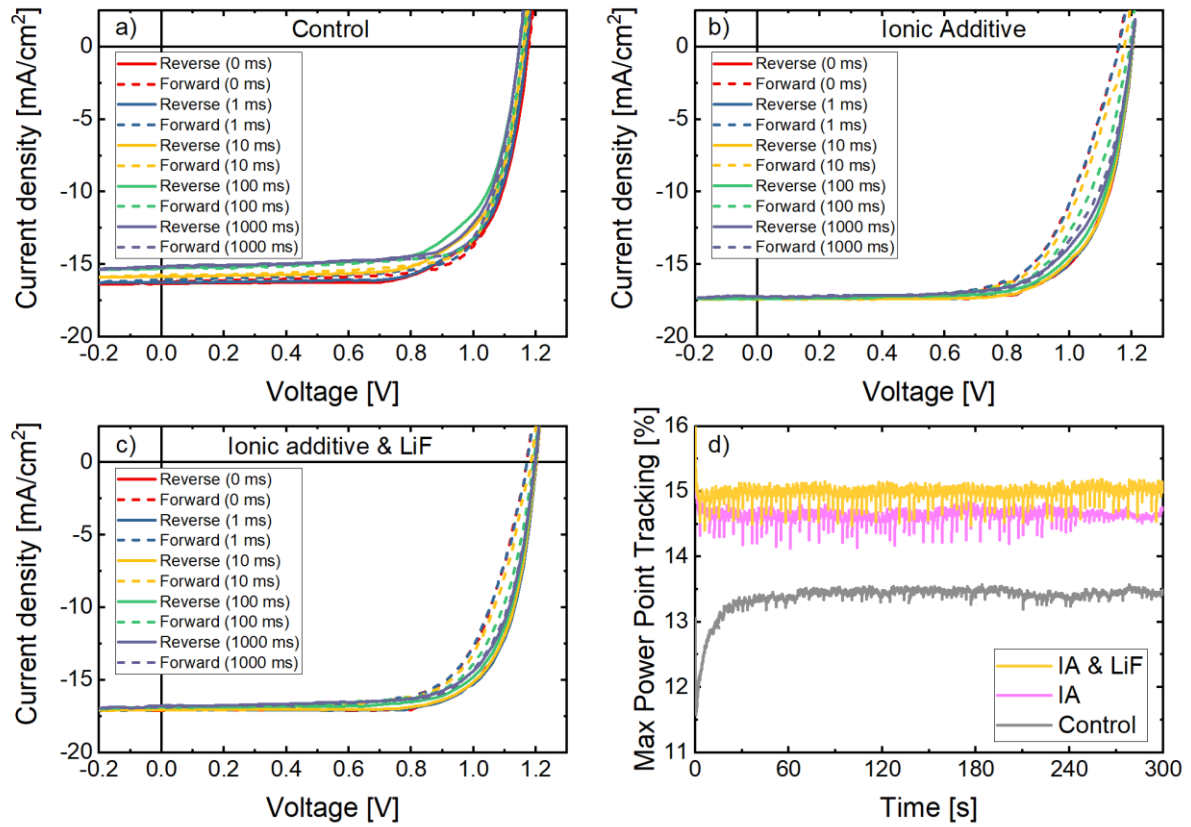 a)
Control
Current density [mA/cm²]
0
-5
-10
-15
-20
Reverse (0 ms)
Forward (0 ms)
Reverse (1 ms)
Forward (1 ms)
Reverse (10 ms)
Forward (10 ms)
Reverse (100 ms)
Forward (100 ms)
Reverse (1000 ms)
Forward (1000 ms)
-0.2 0.0 0.2 0.4 0.6 0.8 1.0 1.2
Voltage [V]
b)
Ionic Additive
Current density [mA/cm²]
0
-5
-10
-15
-20
Reverse (0 ms)
Forward (0 ms)
Reverse (1 ms)
Forward (1 ms)
Reverse (10 ms)
Forward (10 ms)
Reverse (100 ms)
Forward (100 ms)
Reverse (1000 ms)
Forward (1000 ms)
-0.2 0.0 0.2 0.4 0.6 0.8 1.0 1.2
Voltage [V]
c)
Ionic additive & LiF
Current density [mA/cm²]
0
-5
-10
-15
-20
Reverse (0 ms)
Forward (0 ms)
Reverse (1 ms)
Forward (1 ms)
Reverse (10 ms)
Forward (10 ms)
Reverse (100 ms)
Forward (100 ms)
Reverse (1000 ms)
Forward (1000 ms)
-0.2 0.0 0.2 0.4 0.6 0.8 1.0 1.2
Voltage [V]
d)
Max Power Point Tracking [%]
16
15
14
13
12
11
IA & LiF
IA
Control
0 60 120 180 240 300
Time [s]